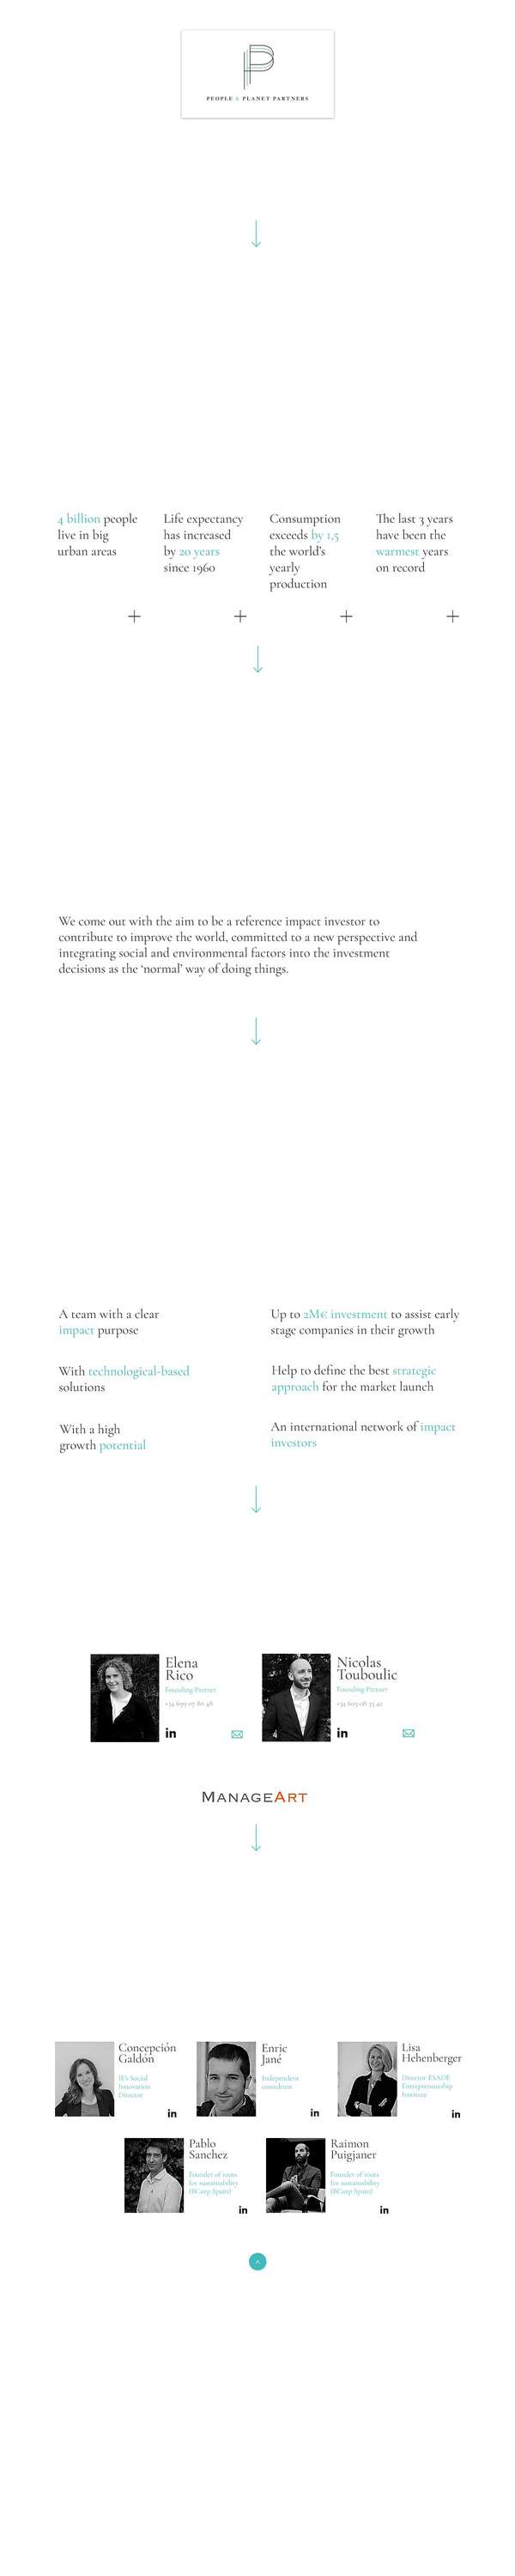 PEOPLE & PLANET PARTNERS
4 billion people
live in big
urban areas
Life expectancy
has increased
by 20 years
since 1960
Consumption
exceeds by 1,5
the world's
yearly
production
The last 3 years
have been the
warmest years
on record
We come out with the aim to be a reference impact investor to
contribute to improve the world, committed to a new perspective and
integrating social and environmental factors into the investment
decisions as the 'normal' way of doing things.
A team with a clear
impact purpose
With technological-based
solutions
With a high
growth potential
Up to 2M€ investment to assist early
stage companies in their growth
Help to define the best strategic
approach for the market launch
An international network of impact
investors
Elena
Rico
Founding Partner
+34 699 07 80 48
in
Nicolas
Touboulic
Founding Partner
in
MANAGEART
Concepción
Galdón
IE's Social
Innovation
Director
in
Enric
Jané
Independent
consultant
in
Lisa
Hehenberger
Director ESADE
Entrepreneurship
Institute
in
Pablo
Sanchez
Founder of roots
for sustainability
(BCorp Spain)
in
Raimon
Puigjaner
Founder of roots
for sustainability
(BCorp Spain)
in